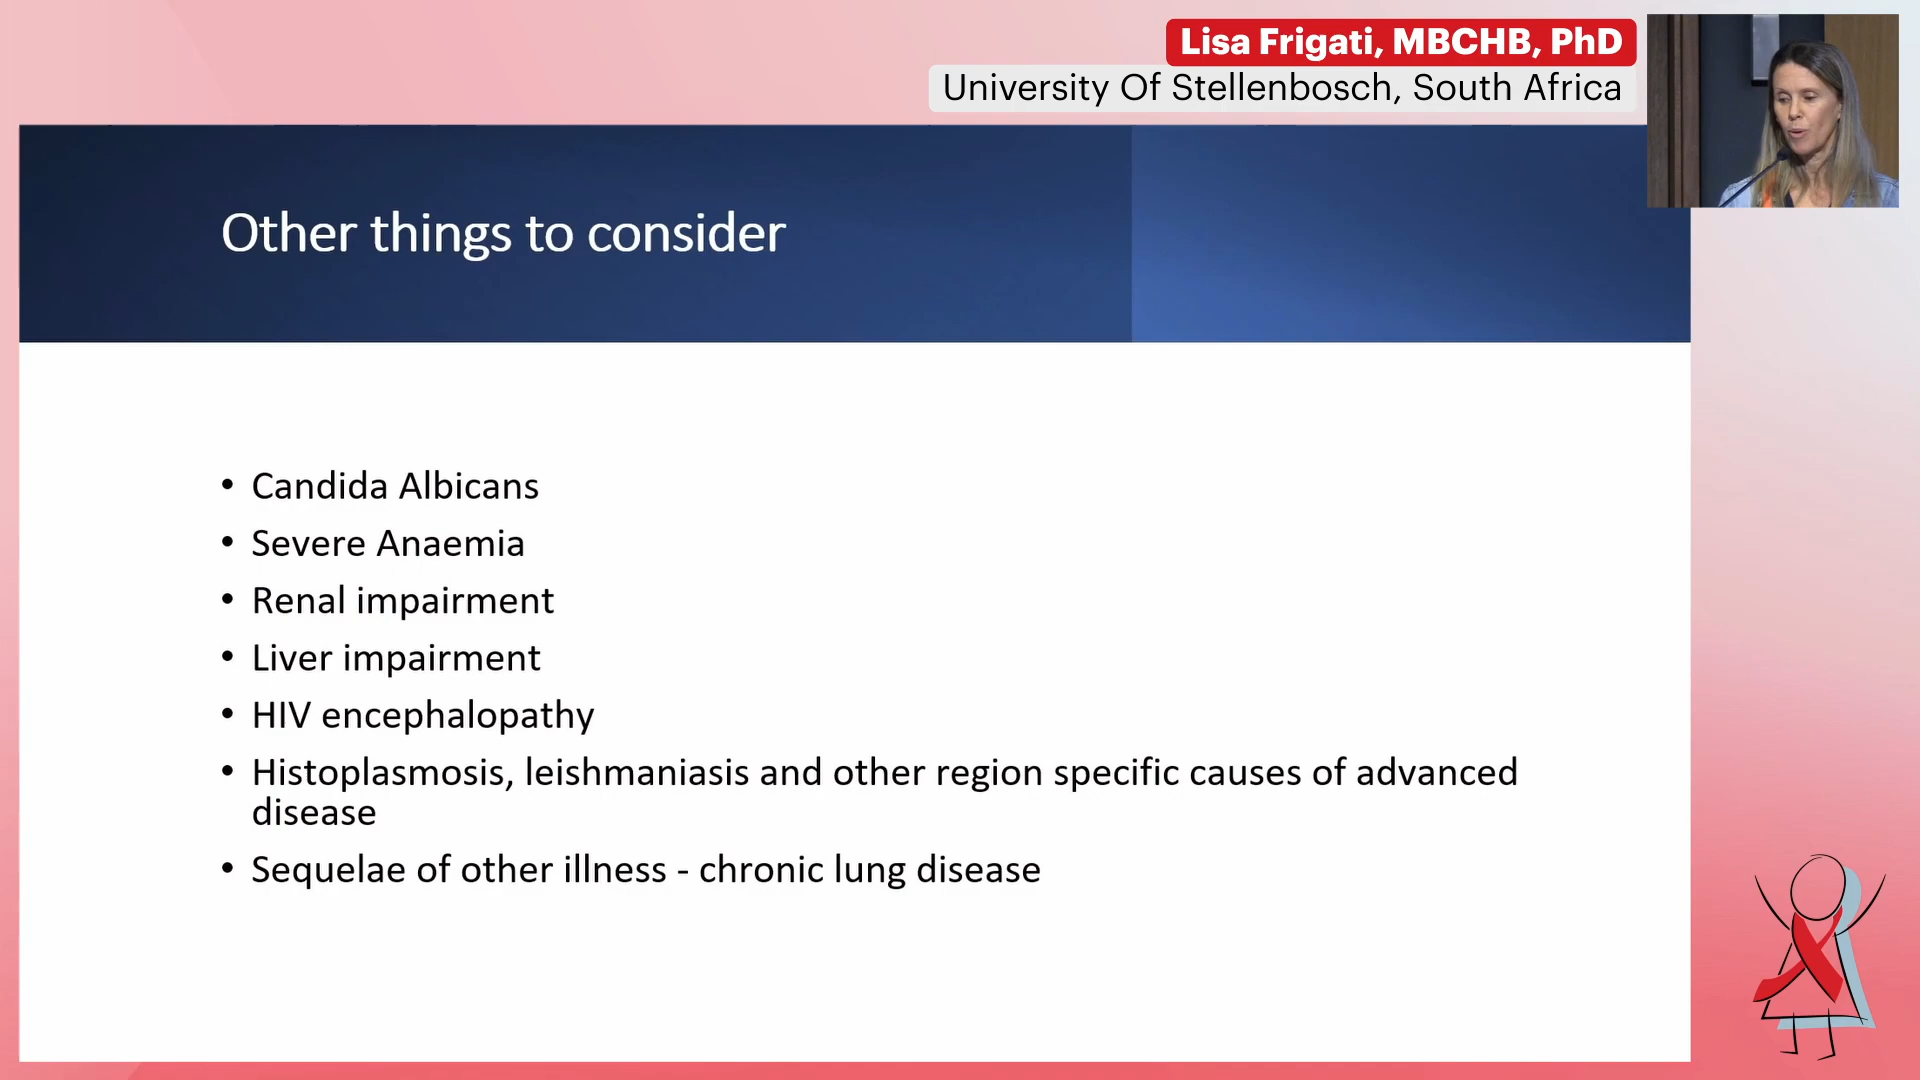 Lisa Frigati, MBCHB, PhD
University Of Stellenbosch, South Africa
Other things to consider
• Candida Albicans
• Severe Anaemia
• Renal impairment
• Liver impairment
• HIV encephalopathy
• Histoplasmosis, leishmaniasis and other region specific causes of advanced
disease
• Sequelae of other illness - chronic lung disease